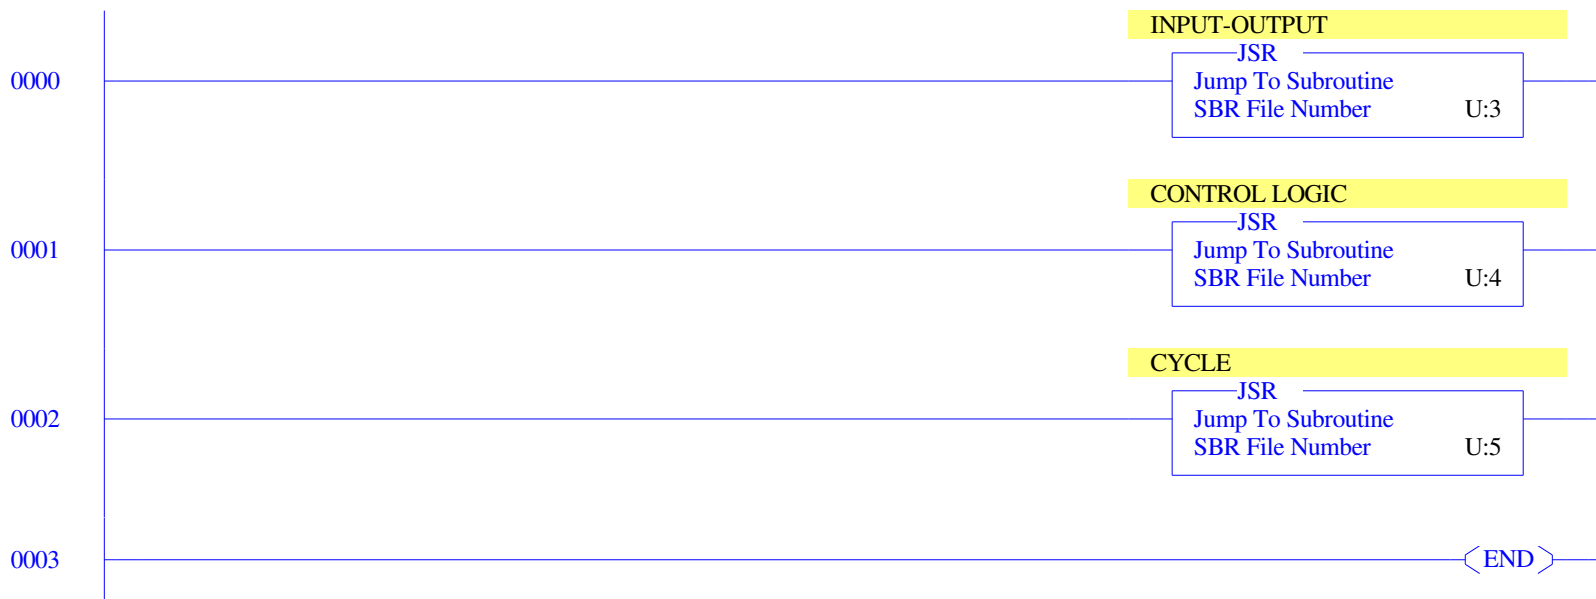 INPUT-OUTPUT
JSR
0000
Jump To Subroutine
SBR File Number U:3
CONTROL LOGIC
JSR
0001
Jump To Subroutine
SBR File Number U:4
CYCLE
JSR
0002
Jump To Subroutine
SBR File Number U:5
0003
END